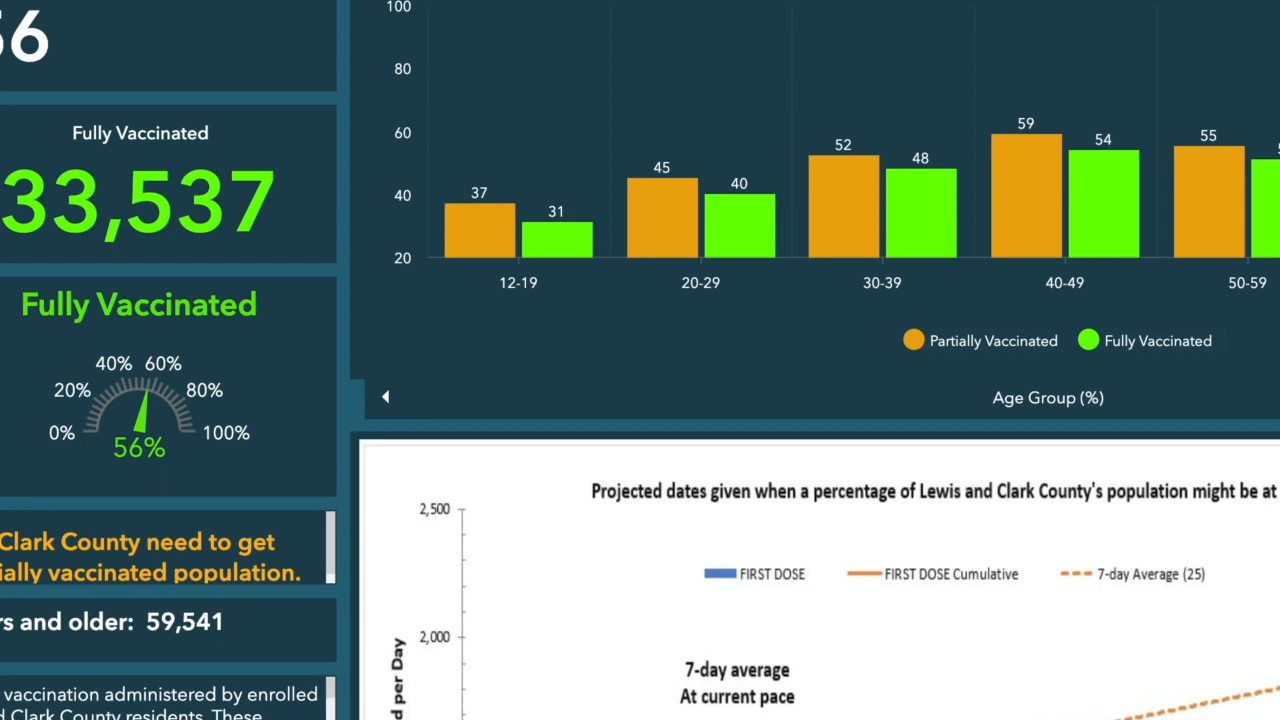 56
Fully Vaccinated
33,537
Fully Vaccinated
40% 60%
20% 80%
0% 100%
56%
Clark County need to get
ially vaccinated population.
rs and older: 59,541
vaccination administered by enrolled
d Clark County residents. These
100
80
60
40
20
37 31 45 40 52 48 59 54 55
12-19 20-29 30-39 40-49 50-59
Partially Vaccinated Fully Vaccinated
Age Group (%)
Projected dates given when a percentage of Lewis and Clark County's population might be at
2,500
FIRST DOSE FIRST DOSE Cumulative 7-day Average (25)
2,000
d per Day
7-day average
At current pace